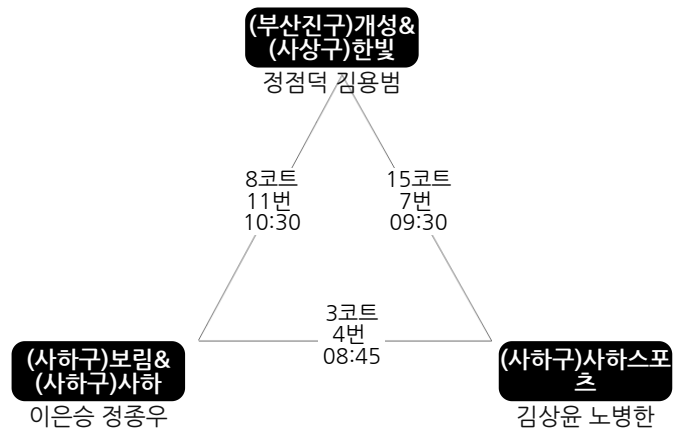 (부산진구)개성&
(사상구)한빛
정점덕 김용범
8코트
11번
10:30
15코트
7번
09:30
3코트
4번
08:45
(사하구)보림&
(사하구)사하
이은승 정종우
(사하구)사하스포
츠
김상윤 노병한